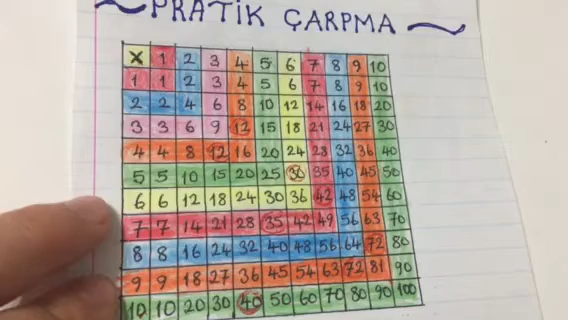 PRATİK ÇARPMA
X 1 2 3 4 5 6 7 8 9 10
1 1 2 3 4 5 6 7 8 9 10
2 2 4 6 8 10 12 14 16 18 20
3 3 6 9 12 15 18 21 24 27 30
4 4 8 12 16 20 24 28 32 36 40
5 5 10 15 20 25 30 35 40 45 50
6 6 12 18 24 30 36 42 48 54 60
7 7 14 21 28 35 42 49 56 63 70
8 8 16 24 32 40 48 56 64 72 80
9 9 18 27 36 45 54 63 72 81 90
10 10 20 30 40 50 60 70 80 90 100